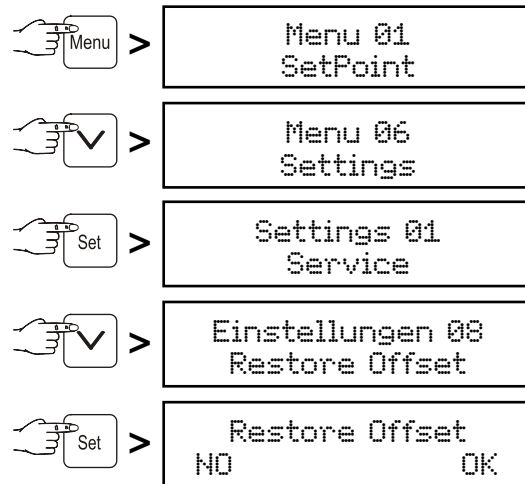 Menu > Menu 01
SetPoint
> Menu 06
Settings
Set > Settings 01
Service
> Einstellungen 08
Restore Offset
Set > Restore Offset
NO OK